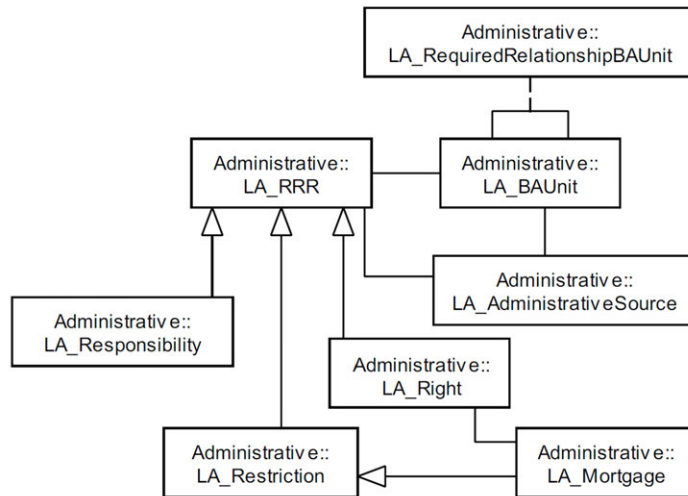 Administrative::
LA_RequiredRelationshipBAUnit
Administrative::
LA_RRR
Administrative::
LA_BAUnit
Administrative::
LA_AdministrativeSource
Administrative::
LA_Responsibility
Administrative::
LA_Right
Administrative::
LA_Restriction
Administrative::
LA_Mortgage